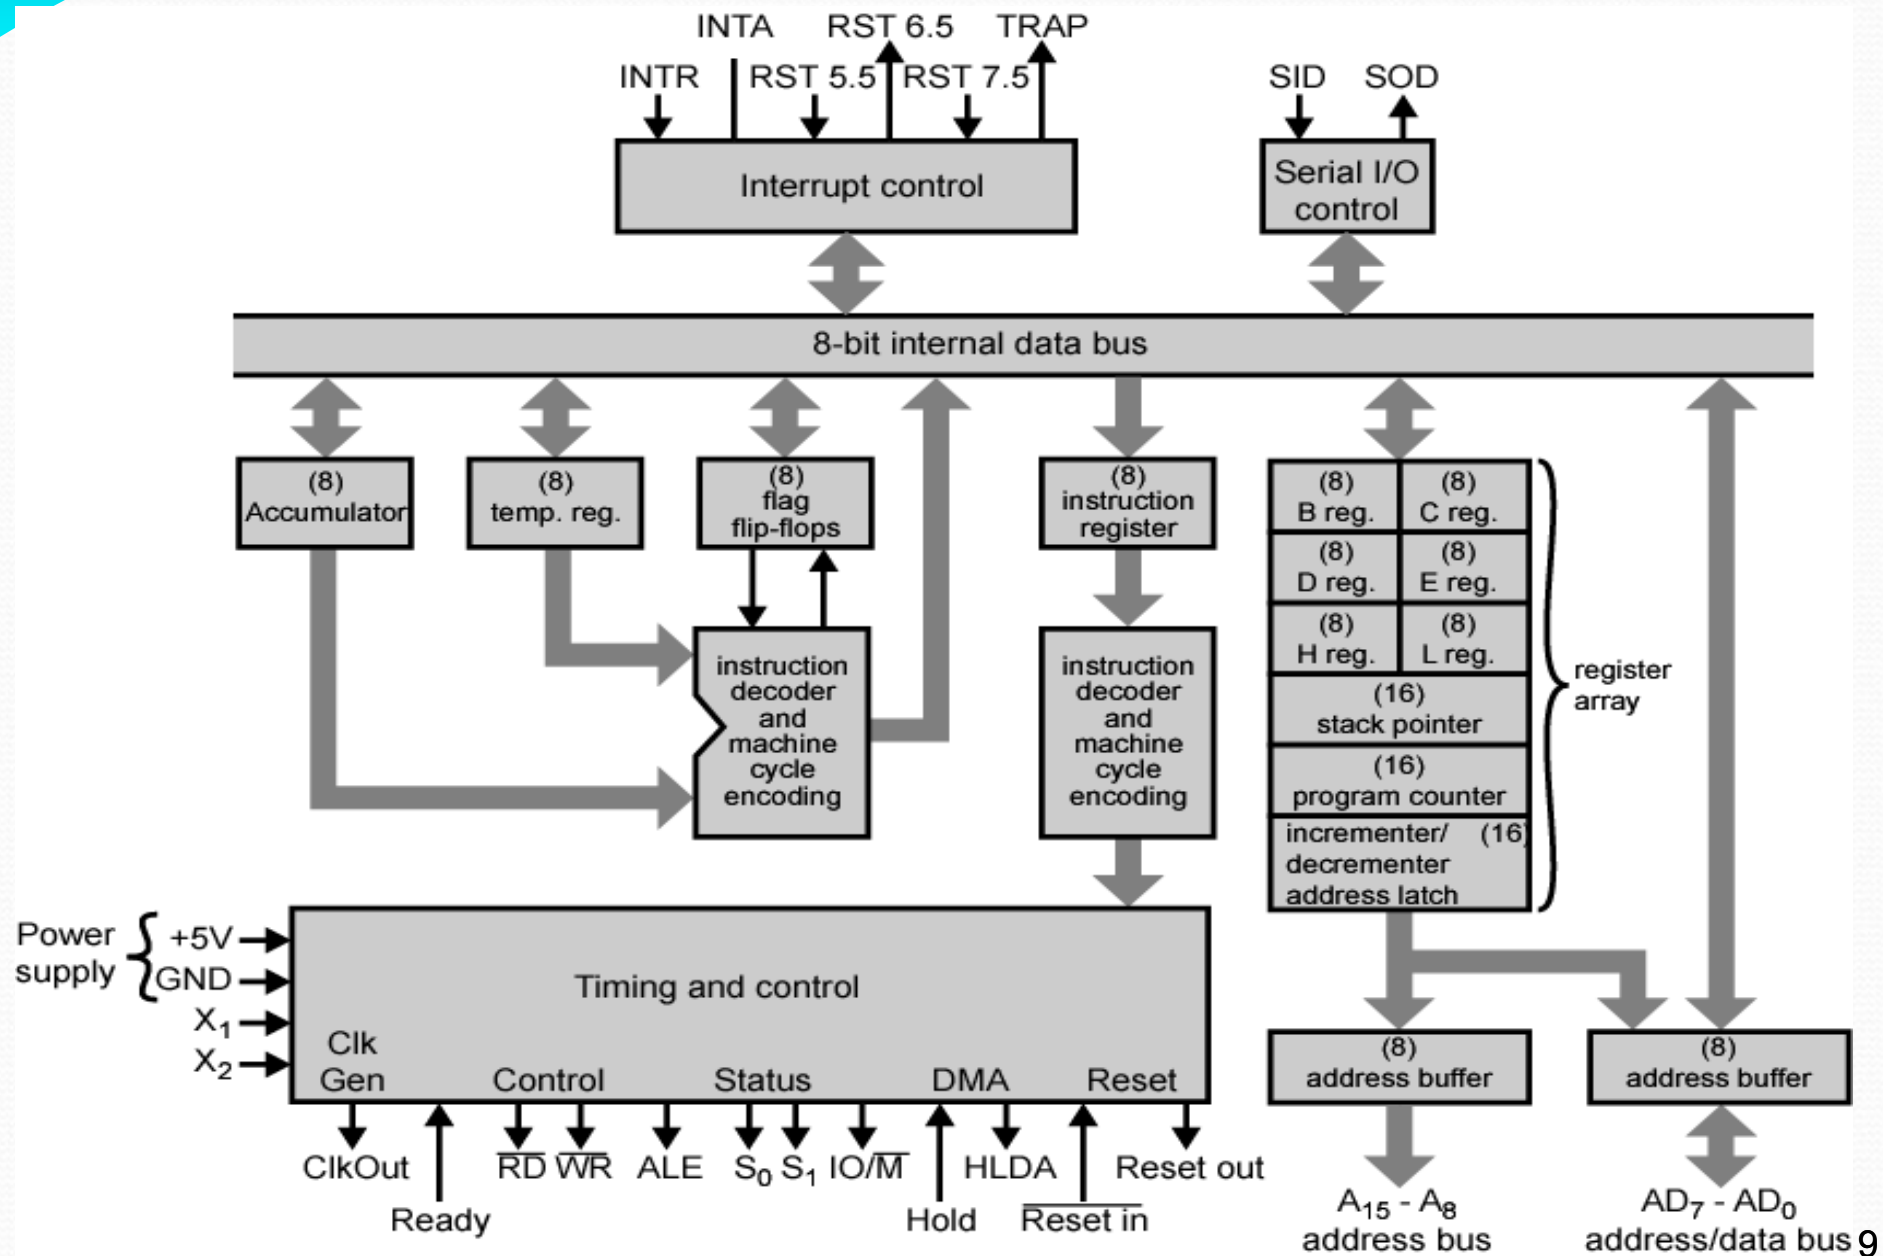 INTA RST 6.5 TRAP
INTR RST 5.5 RST 7.5 SID SOD
Interrupt control
Serial I/O
control
8-bit internal data bus
(8)
Accumulator
(8)
temp. reg.
(8)
flag
flip-flops
(8)
instruction
register
(8)
B reg.
(8)
C reg.
(8)
D reg.
(8)
E reg.
(8)
H reg.
(8)
L reg.
(16)
stack pointer
(16)
program counter
incrementer/ (16)
decrementer
address latch
register
array
instruction
decoder
and
machine
cycle
encoding
instruction
decoder
and
machine
cycle
encoding
Power
supply
+5V
GND
X₁
X₂
Timing and control
Clk
Gen Control Status DMA Reset
ClkOut R̅D̅ W̅R̅ ALE S₀ S₁ IO/M̅ HLDA Reset out
Ready Hold R̅e̅s̅e̅t̅ i̅n̅
(8)
address buffer
(8)
address buffer
A₁₅ - A₈
address bus
AD₇ - AD₀
address/data bus
9